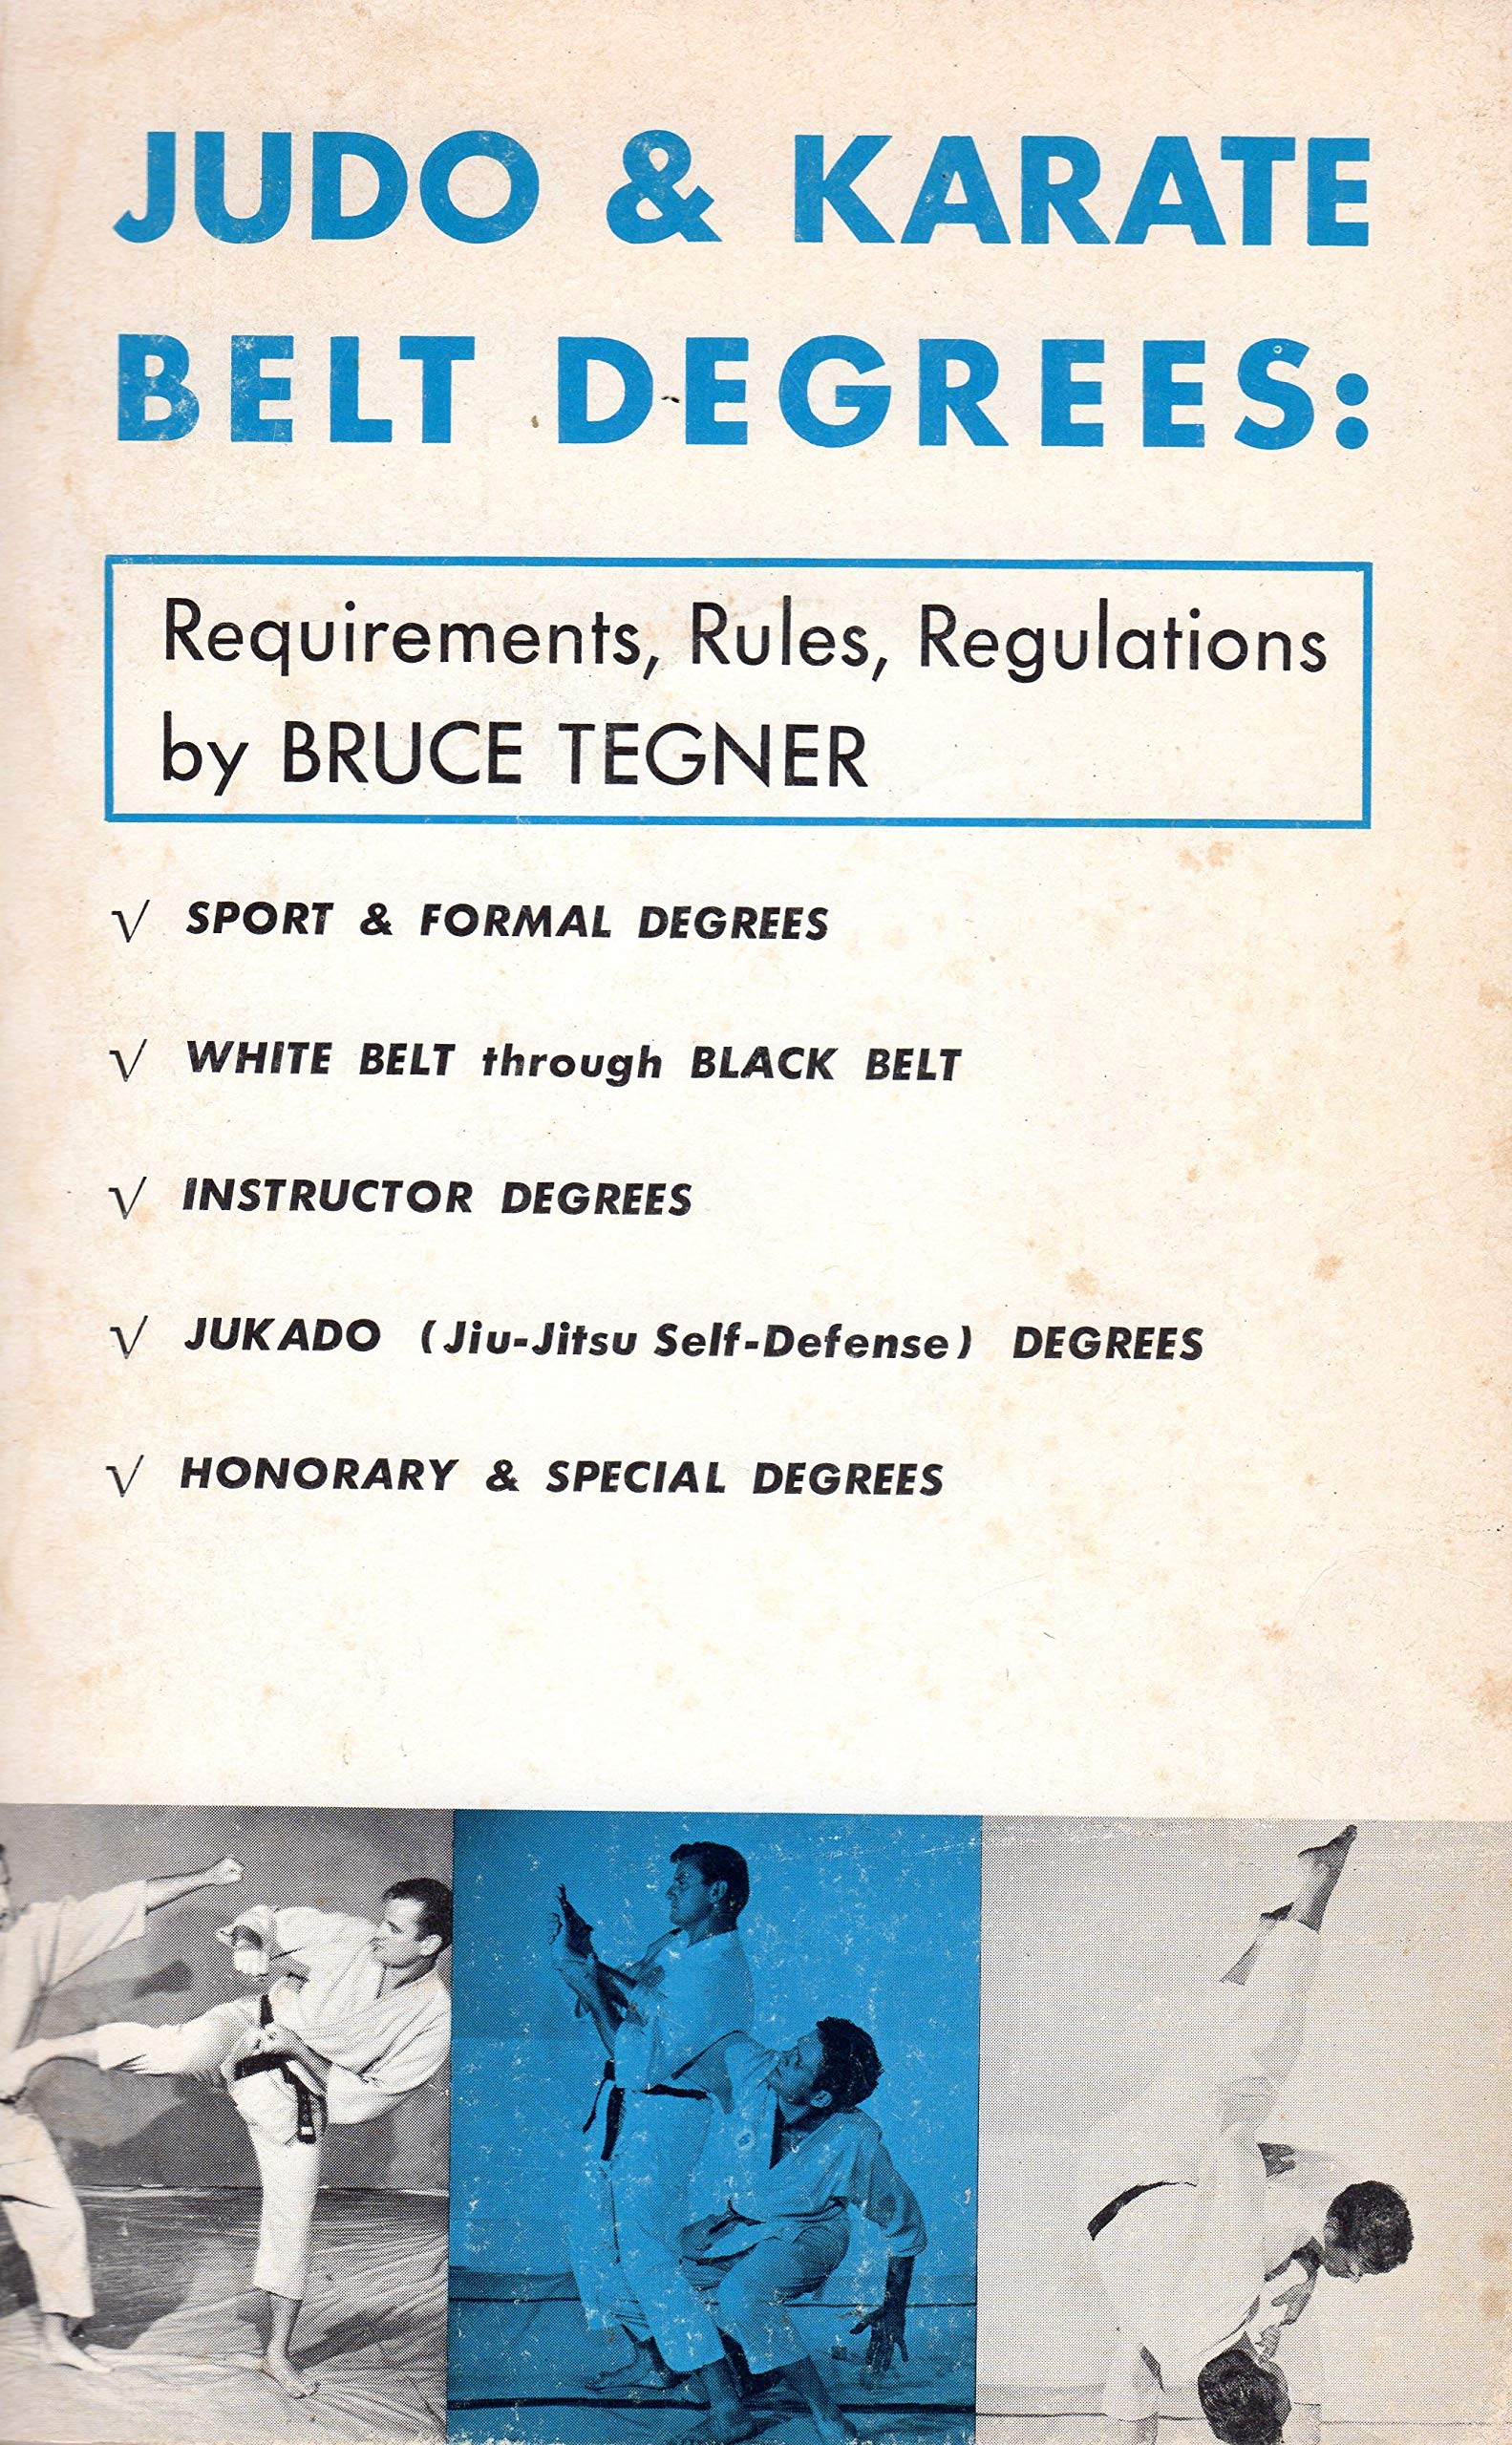 JUDO & KARATE
BELT DEGREES:
Requirements, Rules, Regulations
by BRUCE TEGNER
√ SPORT & FORMAL DEGREES
√ WHITE BELT through BLACK BELT
√ INSTRUCTOR DEGREES
√ JUKADO (Jiu-Jitsu Self-Defense) DEGREES
√ HONORARY & SPECIAL DEGREES